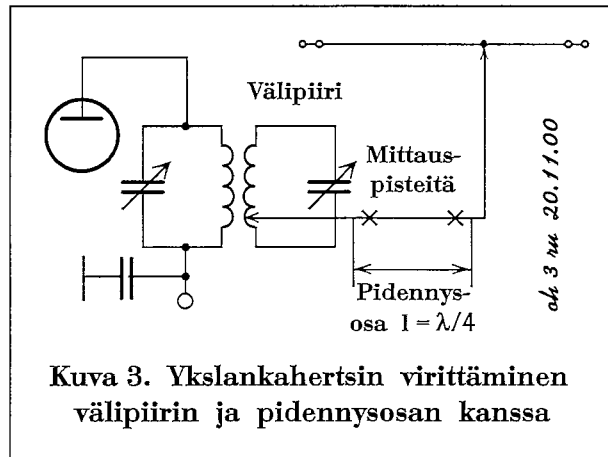 Välipiiri
Mittaus-
pisteitä
Pidennys-
osa l = λ/4
oh 3 ru 20.11.00
Kuva 3. Ykslankahertsin virittäminen
välipiirin ja pidennysosan kanssa